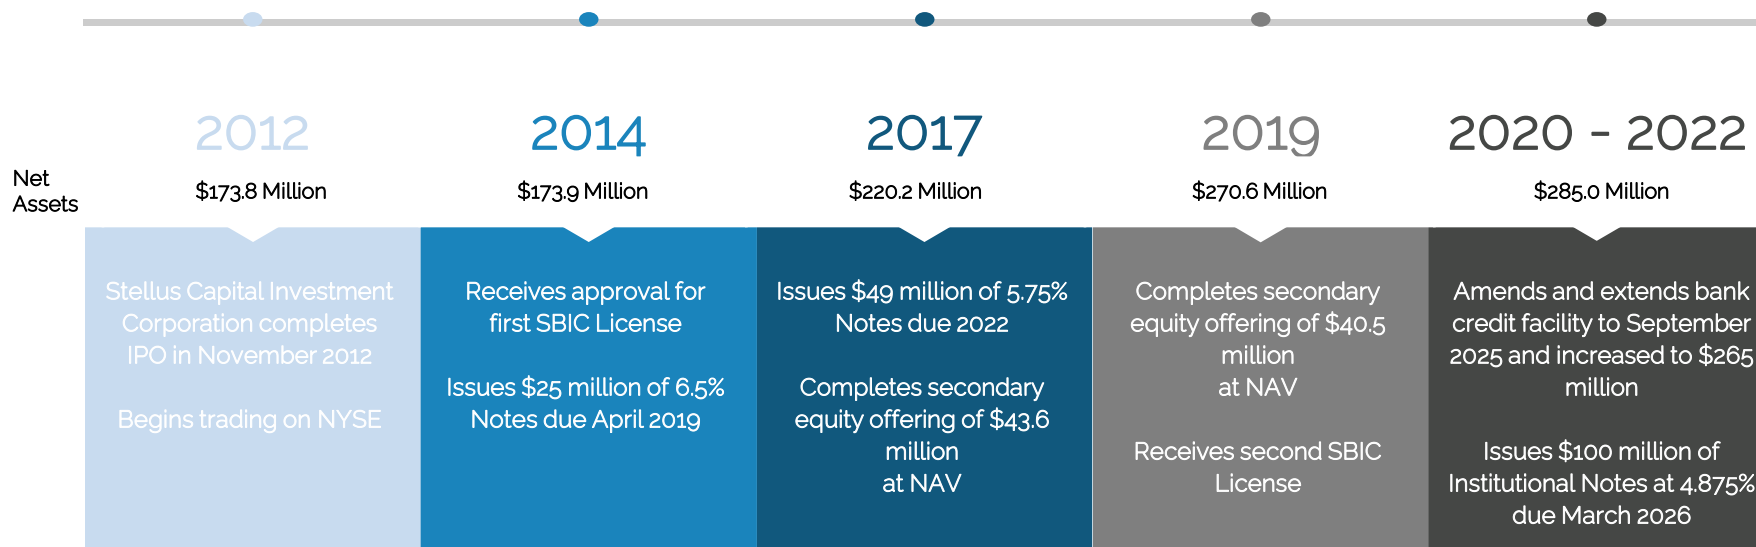 2012
2014
2017
2019
2020 - 2022
Net
Assets
$173.8 Million
$173.9 Million
$220.2 Million
$270.6 Million
$285.0 Million
Stellus Capital Investment
Corporation completes
IPO in November 2012
Begins trading on NYSE
Receives approval for
first SBIC License
Issues $25 million of 6.5%
Notes due April 2019
Issues $49 million of 5.75%
Notes due 2022
Completes secondary
equity offering of $43.6
million
at NAV
Completes secondary
equity offering of $40.5
million
at NAV
Receives second SBIC
License
Amends and extends bank
credit facility to September
2025 and increased to $265
million
Issues $100 million of
Institutional Notes at 4.875%
due March 2026